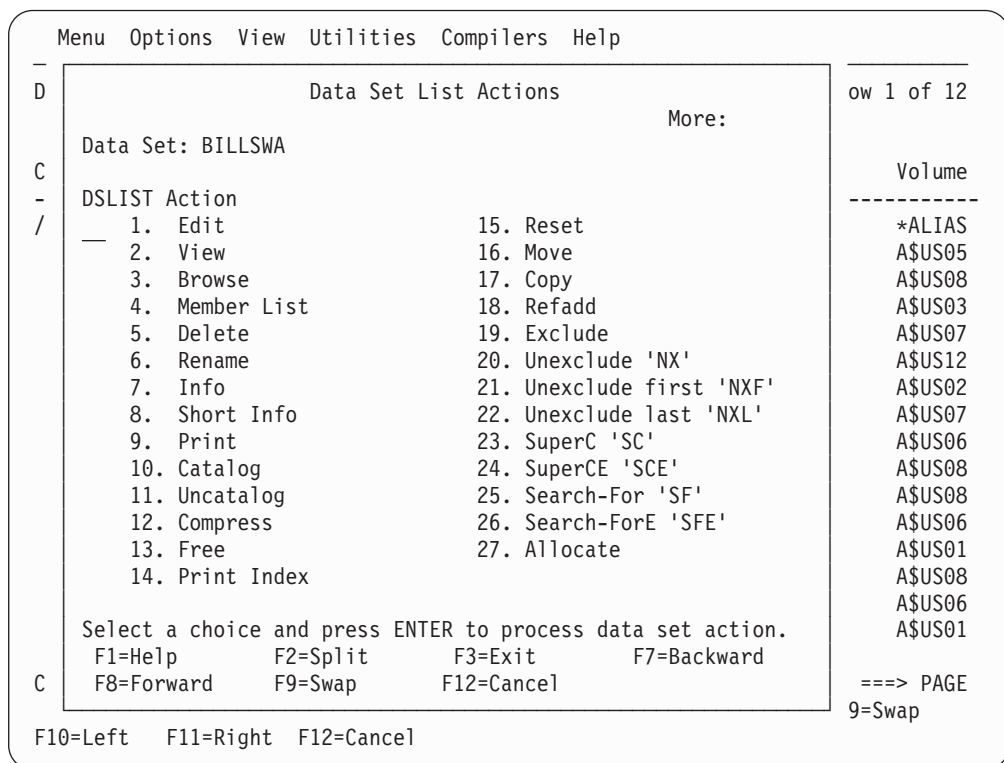 Menu  Options  View  Utilities  Compilers  Help
D  Data Set List Actions  ow 1 of 12
More:
Data Set: BILLSWA
C  Volume
-  DSLIST Action  -----------
/  __  1.  Edit  15. Reset  *ALIAS
2.  View  16. Move  A$US05
3.  Browse  17. Copy  A$US08
4.  Member List  18. Refadd  A$US03
5.  Delete  19. Exclude  A$US07
6.  Rename  20. Unexclude 'NX'  A$US12
7.  Info  21. Unexclude first 'NXF'  A$US02
8.  Short Info  22. Unexclude last 'NXL'  A$US07
9.  Print  23. SuperC 'SC'  A$US06
10. Catalog  24. SuperCE 'SCE'  A$US08
11. Uncatalog  25. Search-For 'SF'  A$US08
12. Compress  26. Search-ForE 'SFE'  A$US06
13. Free  27. Allocate  A$US01
14. Print Index  A$US08
A$US06
Select a choice and press ENTER to process data set action.  A$US01
F1=Help  F2=Split  F3=Exit  F7=Backward
C  F8=Forward  F9=Swap  F12=Cancel  ===> PAGE
9=Swap
F10=Left  F11=Right  F12=Cancel